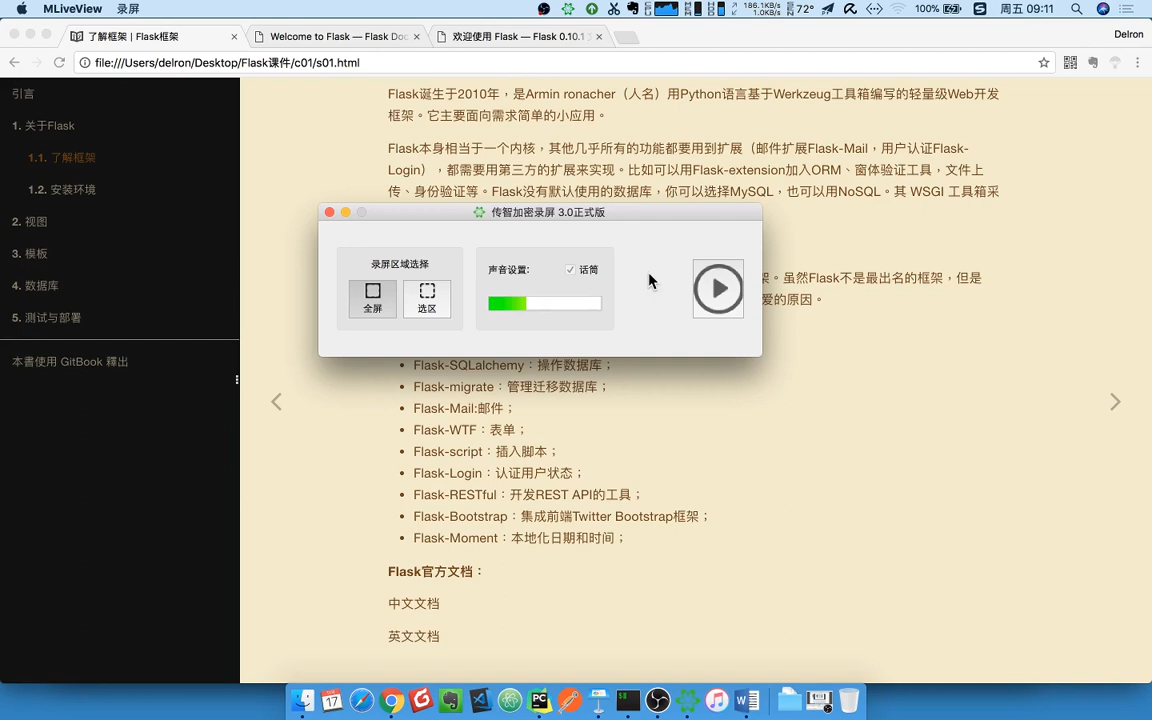 MLiveView 录屏
186.1KB/s
1.0KB/s
72°
100%
周五 09:11
了解框架 | Flask框架
Welcome to Flask — Flask Doc
欢迎使用 Flask — Flask 0.10.1
Delron
file:///Users/delron/Desktop/Flask课件/c01/s01.html
引言
1. 关于Flask
1.1. 了解框架
1.2. 安装环境
2. 视图
3. 模板
4. 数据库
5. 测试与部署
本書使用 GitBook 釋出
Flask诞生于2010年，是Armin ronacher（人名）用Python语言基于Werkzeug工具箱编写的轻量级Web开发
框架。它主要面向需求简单的小应用。
Flask本身相当于一个内核，其他几乎所有的功能都要用到扩展（邮件扩展Flask-Mail，用户认证Flask-
Login），都需要用第三方的扩展来实现。比如可以用Flask-extension加入ORM、窗体验证工具，文件上
传、身份验证等。Flask没有默认使用的数据库，你可以选择MySQL，也可以用NoSQL。其 WSGI 工具箱采
传智加密录屏 3.0正式版
录屏区域选择
全屏
选区
声音设置:
话筒
架。虽然Flask不是最出名的框架，但是
爱的原因。
Flask-SQLalchemy：操作数据库；
Flask-migrate：管理迁移数据库；
Flask-Mail:邮件；
Flask-WTF：表单；
Flask-script：插入脚本；
Flask-Login：认证用户状态；
Flask-RESTful：开发REST API的工具；
Flask-Bootstrap：集成前端Twitter Bootstrap框架；
Flask-Moment：本地化日期和时间；
Flask官方文档：
中文文档
英文文档
17